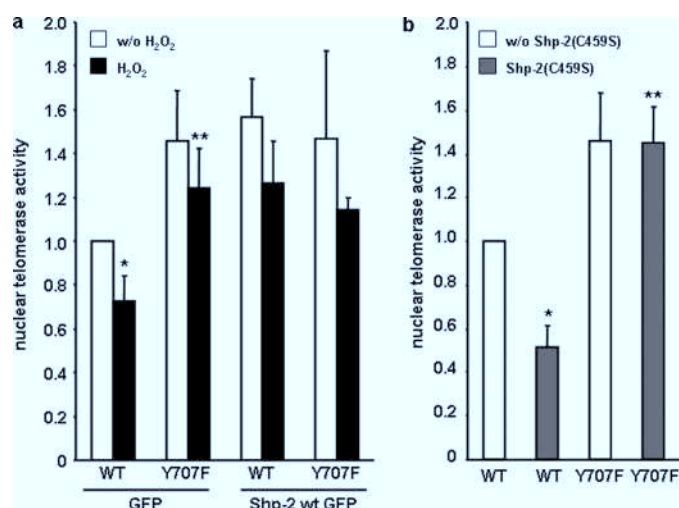 a
2.0
1.8
1.6
1.4
1.2
1.0
0.8
0.6
0.4
0.2
0
nuclear telomerase activity
w/o H₂O₂
H₂O₂
*
**
WT
Y707F
WT
Y707F
GFP
Shp-2 wt GFP
b
2.0
1.8
1.6
1.4
1.2
1.0
0.8
0.6
0.4
0.2
0
nuclear telomerase activity
w/o Shp-2(C459S)
Shp-2(C459S)
*
**
WT
WT
Y707F
Y707F